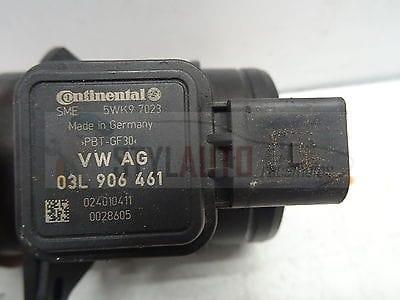 Continental
SME 5WK9 7023
Made in Germany
>PBT-GF30<
VW AG
03L 906 461
024010411
0028605